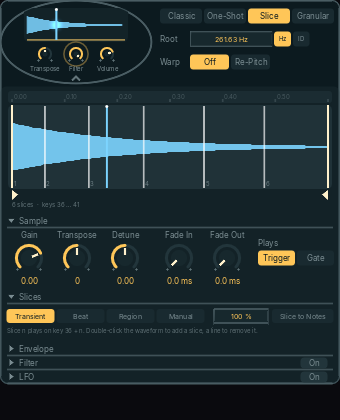 Classic One-Shot Slice Granular
Root 261.63 Hz Hz
Transpose Filter Volume
Warp Off Re-Pitch
0:00 0:10 0:20 0:30 0:40 0:50
1 2 3 4 5 6
6 slices · keys 36... 41
Sample
Gain Transpose Detune Fade In Fade Out Plays
Trigger Gate
0.00 0 0.00 0.0 ms 0.0 ms
Slices
Transient Beat Region Manual 100 % Slice to Notes
Slice n plays on key 36 + n. Double-click the waveform to add a slice, a line to remove it.
Envelope
Filter On
LFO On